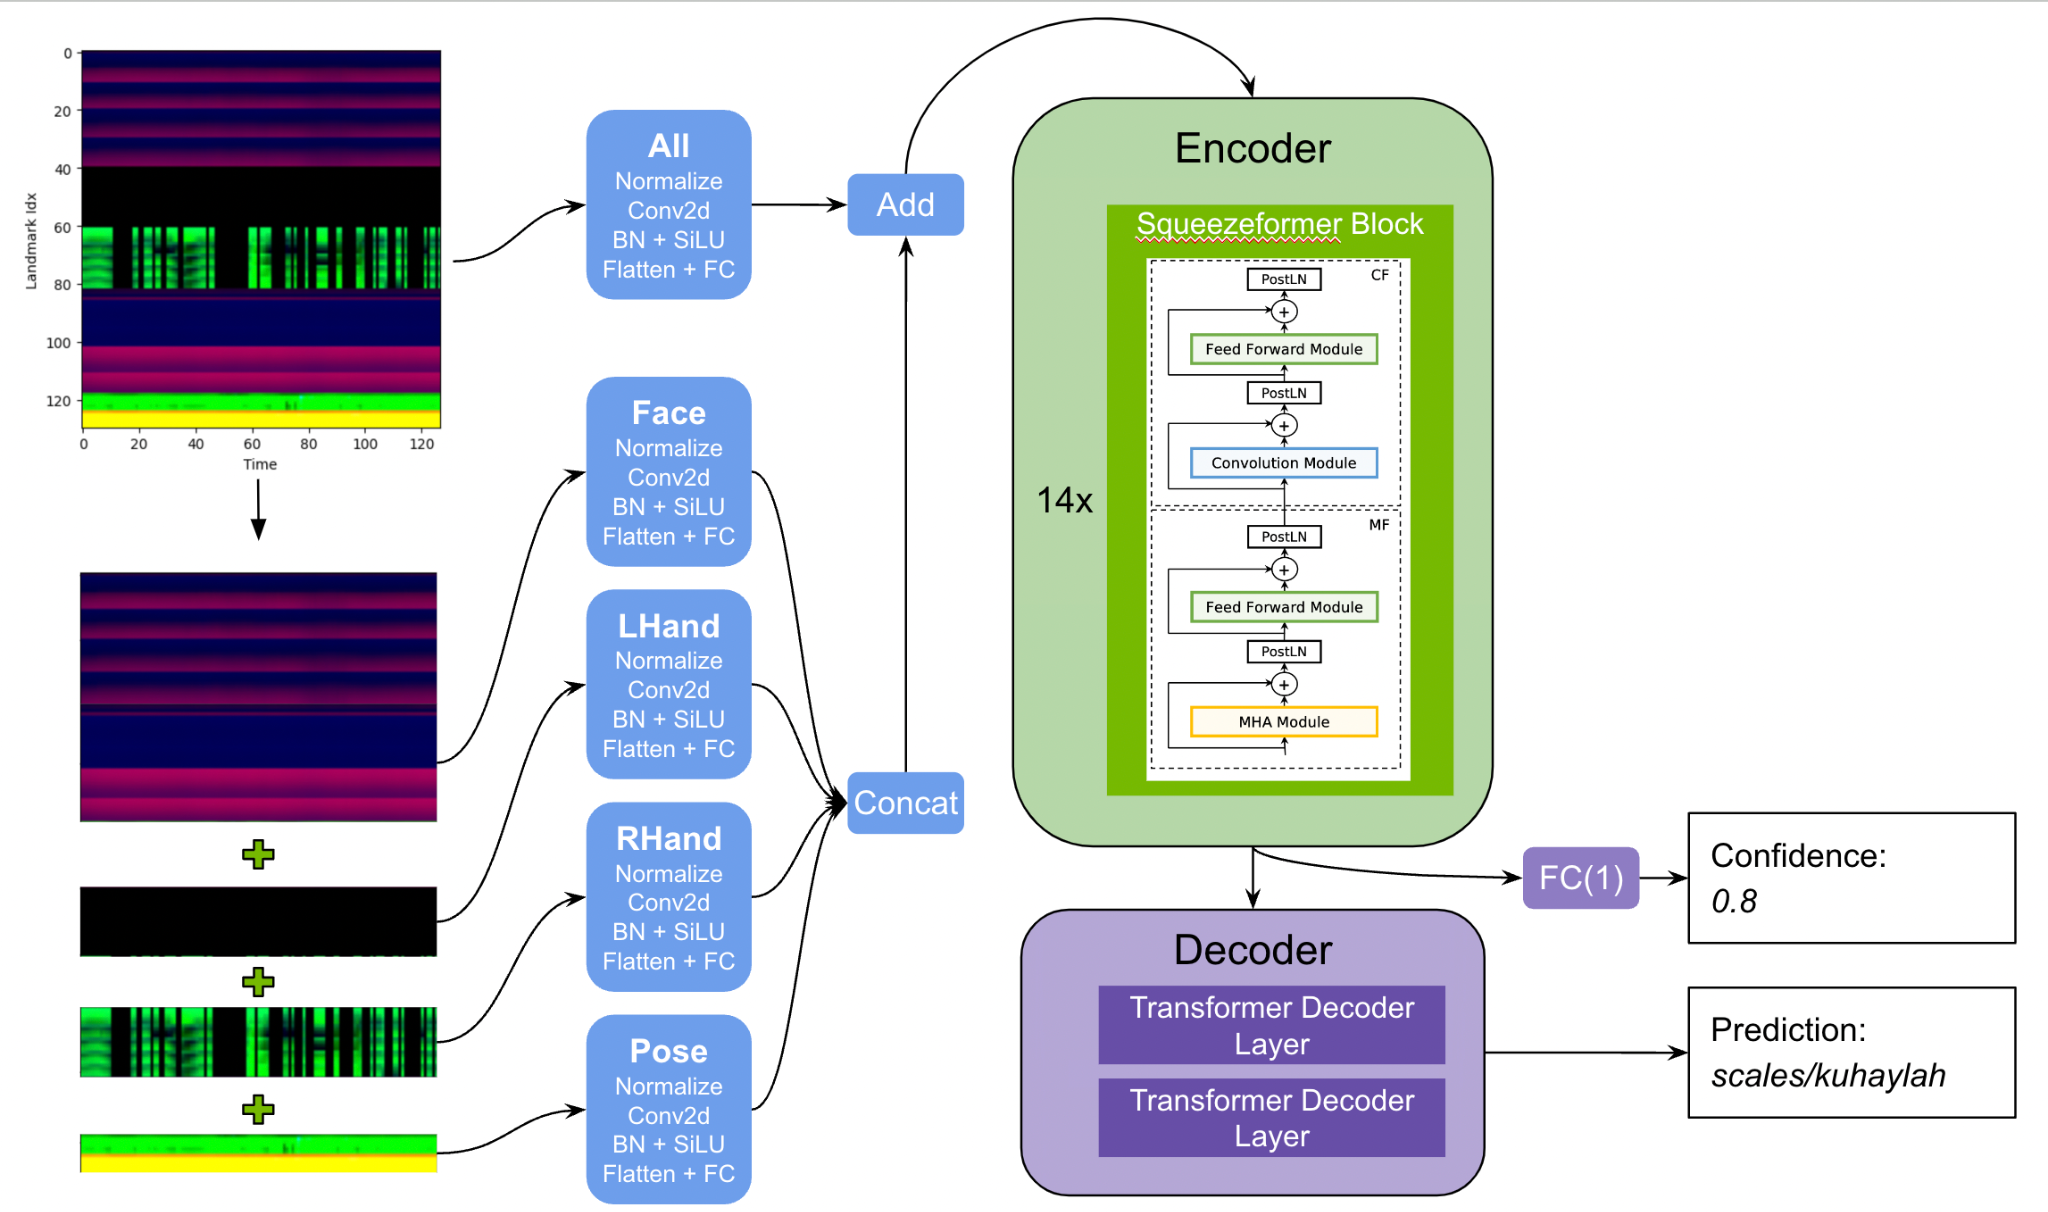 0
20
40
60
80
100
120
Landmark Idx
0 20 40 60 80 100 120
Time
All
Normalize
Conv2d
BN + SiLU
Flatten + FC
Face
Normalize
Conv2d
BN + SiLU
Flatten + FC
LHand
Normalize
Conv2d
BN + SiLU
Flatten + FC
RHand
Normalize
Conv2d
BN + SiLU
Flatten + FC
Pose
Normalize
Conv2d
BN + SiLU
Flatten + FC
Add
Concat
Encoder
14x
Squeezeformer Block
CF
PostLN
+
Feed Forward Module
PostLN
+
Convolution Module
MF
PostLN
+
Feed Forward Module
PostLN
+
MHA Module
FC(1)
Confidence:
0.8
Decoder
Transformer Decoder
Layer
Transformer Decoder
Layer
Prediction:
scales/kuhaylah